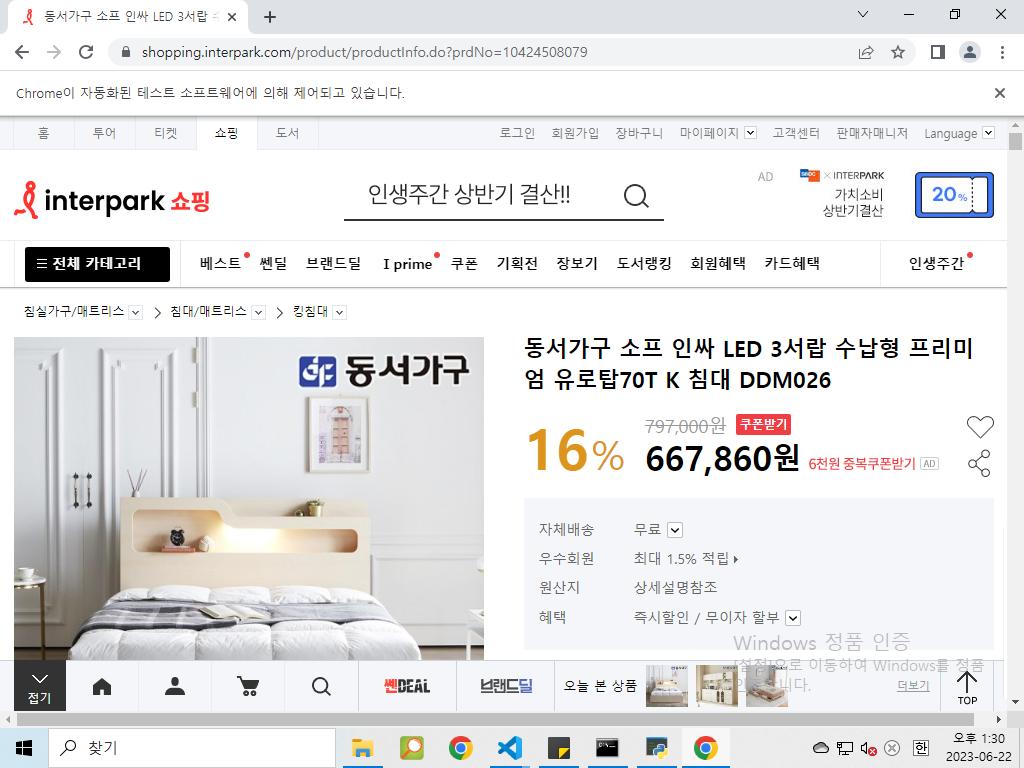 동서가구 소프 인싸 LED 3서랍
shopping.interpark.com/product/productInfo.do?prdNo=10424508079
Chrome이 자동화된 테스트 소프트웨어에 의해 제어되고 있습니다.
홈 투어 티켓 쇼핑 도서 로그인 회원가입 장바구니 마이페이지 고객센터 판매자매니저 Language
interpark 쇼핑
인생주간 상반기 결산!!
AD
SBDC × INTERPARK
가치소비
상반기결산
20%
전체 카테고리 베스트 쎈딜 브랜드딜 I prime 쿠폰 기획전 장보기 도서랭킹 회원혜택 카드혜택 인생주간
침실가구/매트리스 침대/매트리스 킹침대
동서가구
동서가구 소프 인싸 LED 3서랍 수납형 프리미
엄 유로탑70T K 침대 DDM026
16%
797,000원 쿠폰받기
667,860원 6천원 중복쿠폰받기 AD
자체배송 무료
우수회원 최대 1.5% 적립
원산지 상세설명참조
혜택 즉시할인 / 무이자 할부
Windows 정품 인증
[설정]으로 이동하여 Windows를 정품
니다.
접기
쎈DEAL
브랜드딜
오늘 본 상품
더보기
TOP
찾기
한
오후 1:30
2023-06-22